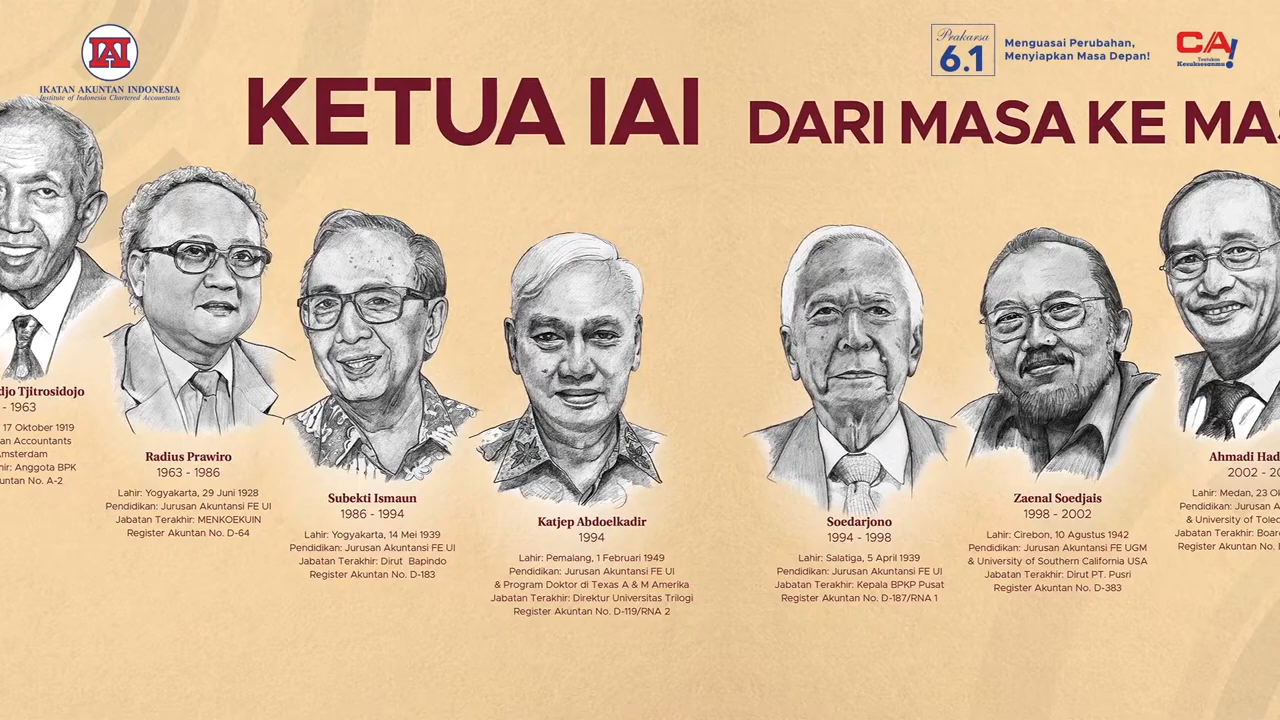 IAI
IKATAN AKUNTAN INDONESIA
Institute of Indonesia Chartered Accountants
Prakarsa
6.1
Menguasai Perubahan,
Menyiapkan Masa Depan!
CA!
Tentukan
Kesuksesanmu
KETUA IAI DARI MASA KE MAS
djo Tjitrosidojo
- 1963
17 Oktober 1919
an Accountants
msterdam
hir: Anggota BPK
untan No. A-2
Radius Prawiro
1963 - 1986
Lahir: Yogyakarta, 29 Juni 1928
Pendidikan: Jurusan Akuntansi FE UI
Jabatan Terakhir: MENKOEKUIN
Register Akuntan No. D-64
Subekti Ismaun
1986 - 1994
Lahir: Yogyakarta, 14 Mei 1939
Pendidikan: Jurusan Akuntansi FE UI
Jabatan Terakhir: Dirut Bapindo
Register Akuntan No. D-183
Katjep Abdoelkadir
1994
Lahir: Pemalang, 1 Februari 1949
Pendidikan: Jurusan Akuntansi FE UI
& Program Doktor di Texas A & M Amerika
Jabatan Terakhir: Direktur Universitas Trilogi
Register Akuntan No. D-119/RNA 2
Soedarjono
1994 - 1998
Lahir: Salatiga, 5 April 1939
Pendidikan: Jurusan Akuntansi FE UI
Jabatan Terakhir: Kepala BPKP Pusat
Register Akuntan No. D-187/RNA 1
Zaenal Soedjais
1998 - 2002
Lahir: Cirebon, 10 Agustus 1942
Pendidikan: Jurusan Akuntansi FE UGM
& University of Southern California USA
Jabatan Terakhir: Dirut PT. Pusri
Register Akuntan No. D-383
Ahmadi Had
2002 - 20
Lahir: Medan, 23 O
Pendidikan: Jurusan A
& University of Tole
Jabatan Terakhir: Boar
Register Akuntan No.